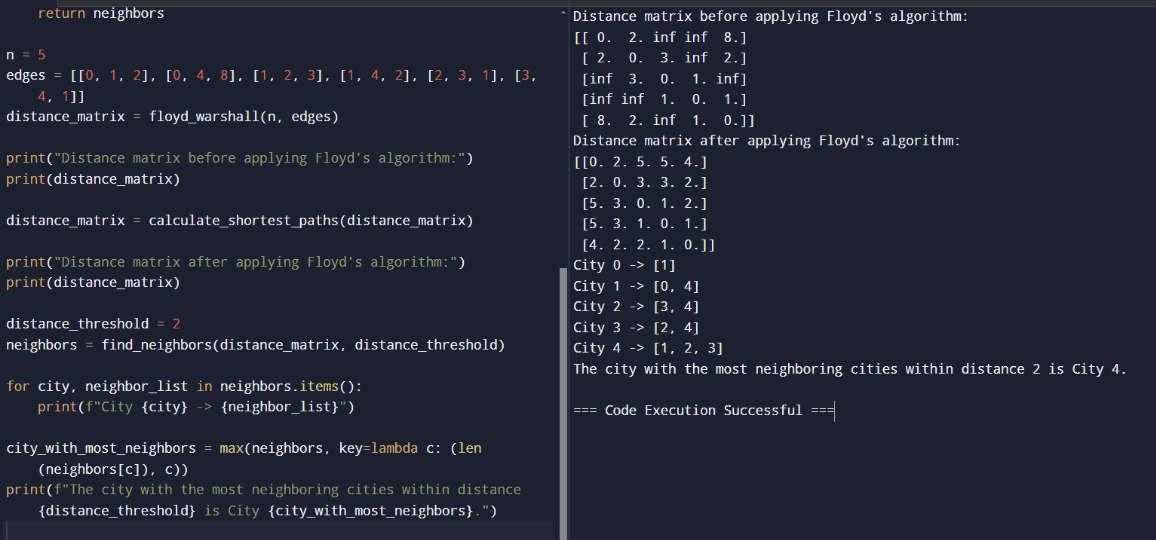 return neighbors

n = 5
edges = [[0, 1, 2], [0, 4, 8], [1, 2, 3], [1, 4, 2], [2, 3, 1], [3,
    4, 1]]
distance_matrix = floyd_warshall(n, edges)

print("Distance matrix before applying Floyd's algorithm:")
print(distance_matrix)

distance_matrix = calculate_shortest_paths(distance_matrix)

print("Distance matrix after applying Floyd's algorithm:")
print(distance_matrix)

distance_threshold = 2
neighbors = find_neighbors(distance_matrix, distance_threshold)

for city, neighbor_list in neighbors.items():
    print(f"City {city} -> {neighbor_list}")

city_with_most_neighbors = max(neighbors, key=lambda c: (len
    (neighbors[c]), c))
print(f"The city with the most neighboring cities within distance
    {distance_threshold} is City {city_with_most_neighbors}.")
Distance matrix before applying Floyd's algorithm:
[[ 0.  2. inf inf  8.]
 [ 2.  0.  3. inf  2.]
 [inf  3.  0.  1. inf]
 [inf inf  1.  0.  1.]
 [ 8.  2. inf  1.  0.]]
Distance matrix after applying Floyd's algorithm:
[[0. 2. 5. 5. 4.]
 [2. 0. 3. 3. 2.]
 [5. 3. 0. 1. 2.]
 [5. 3. 1. 0. 1.]
 [4. 2. 2. 1. 0.]]
City 0 -> [1]
City 1 -> [0, 4]
City 2 -> [3, 4]
City 3 -> [2, 4]
City 4 -> [1, 2, 3]
The city with the most neighboring cities within distance 2 is City 4.

=== Code Execution Successful ===